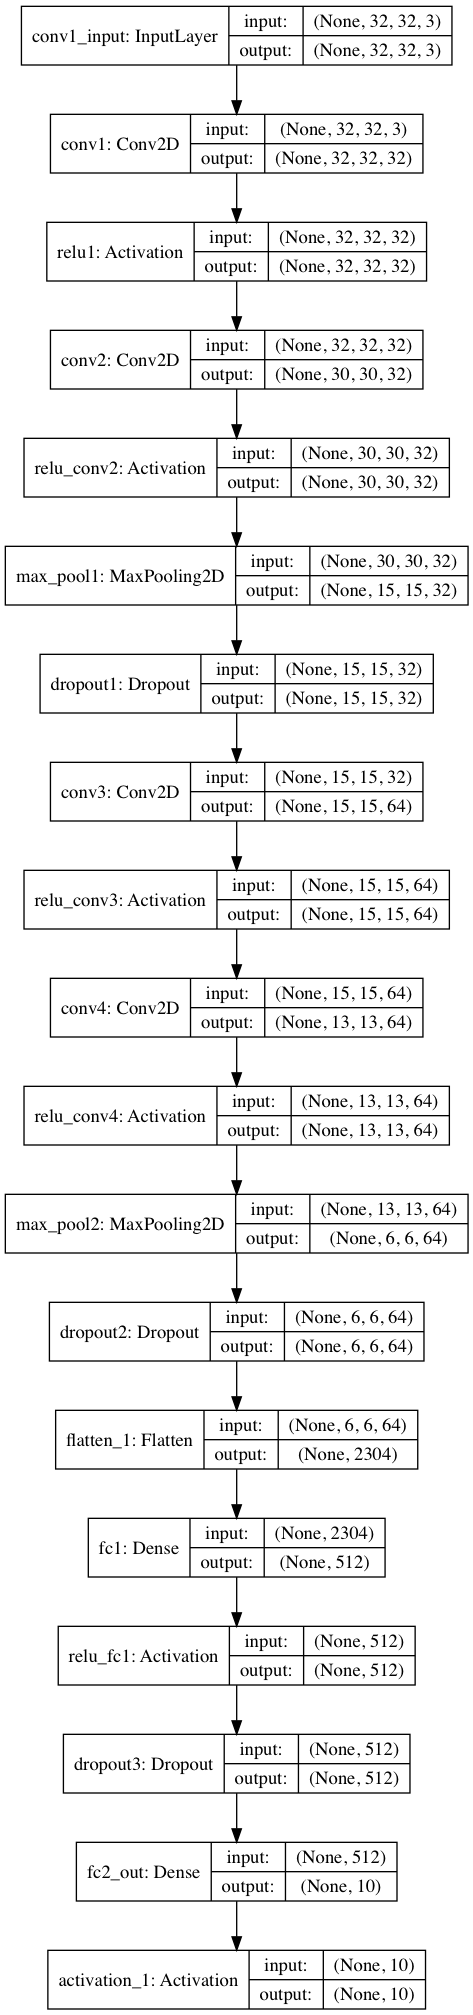 conv1_input: InputLayer
input: (None, 32, 32, 3)
output: (None, 32, 32, 3)
conv1: Conv2D
input: (None, 32, 32, 3)
output: (None, 32, 32, 32)
relu1: Activation
input: (None, 32, 32, 32)
output: (None, 32, 32, 32)
conv2: Conv2D
input: (None, 32, 32, 32)
output: (None, 30, 30, 32)
relu_conv2: Activation
input: (None, 30, 30, 32)
output: (None, 30, 30, 32)
max_pool1: MaxPooling2D
input: (None, 30, 30, 32)
output: (None, 15, 15, 32)
dropout1: Dropout
input: (None, 15, 15, 32)
output: (None, 15, 15, 32)
conv3: Conv2D
input: (None, 15, 15, 32)
output: (None, 15, 15, 64)
relu_conv3: Activation
input: (None, 15, 15, 64)
output: (None, 15, 15, 64)
conv4: Conv2D
input: (None, 15, 15, 64)
output: (None, 13, 13, 64)
relu_conv4: Activation
input: (None, 13, 13, 64)
output: (None, 13, 13, 64)
max_pool2: MaxPooling2D
input: (None, 13, 13, 64)
output: (None, 6, 6, 64)
dropout2: Dropout
input: (None, 6, 6, 64)
output: (None, 6, 6, 64)
flatten_1: Flatten
input: (None, 6, 6, 64)
output: (None, 2304)
fc1: Dense
input: (None, 2304)
output: (None, 512)
relu_fc1: Activation
input: (None, 512)
output: (None, 512)
dropout3: Dropout
input: (None, 512)
output: (None, 512)
fc2_out: Dense
input: (None, 512)
output: (None, 10)
activation_1: Activation
input: (None, 10)
output: (None, 10)